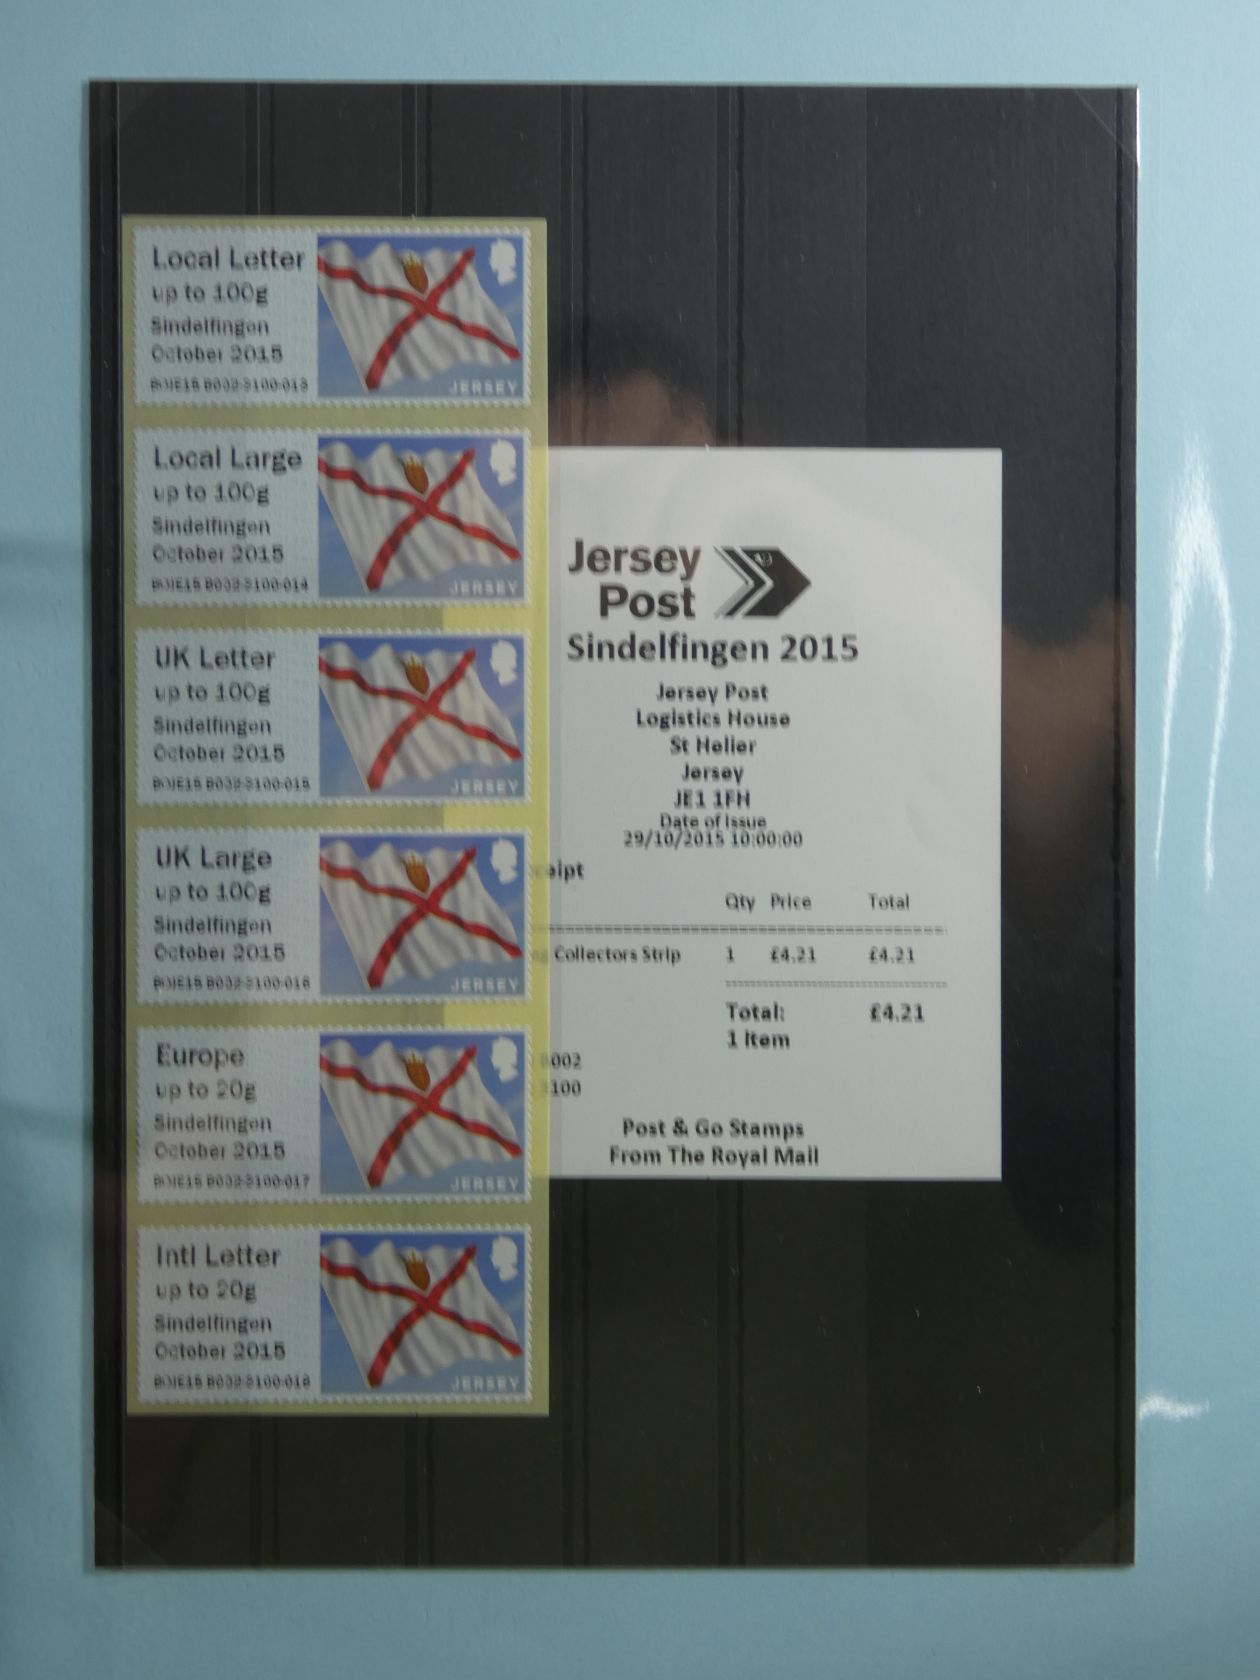 Local Letter
up to 100g
Sindelfingen
October 2015
JERSEY
Local Large
up to 100g
Sindelfingen
October 2015
JERSEY
UK Letter
up to 100g
Sindelfingen
October 2015
JERSEY
UK Large
up to 100g
Sindelfingen
October 2015
JERSEY
Europe
up to 20g
Sindelfingen
October 2015
JERSEY
Intl Letter
up to 20g
Sindelfingen
October 2015
JERSEY
Jersey
Post
Sindelfingen 2015
Jersey Post
Logistics House
St Helier
Jersey
JE1 1FH
Date of Issue
29/10/2015 10:00:00
Qty Price Total
Collectors Strip 1 £4.21 £4.21
Total: £4.21
1 Item
Post & Go Stamps
From The Royal Mail